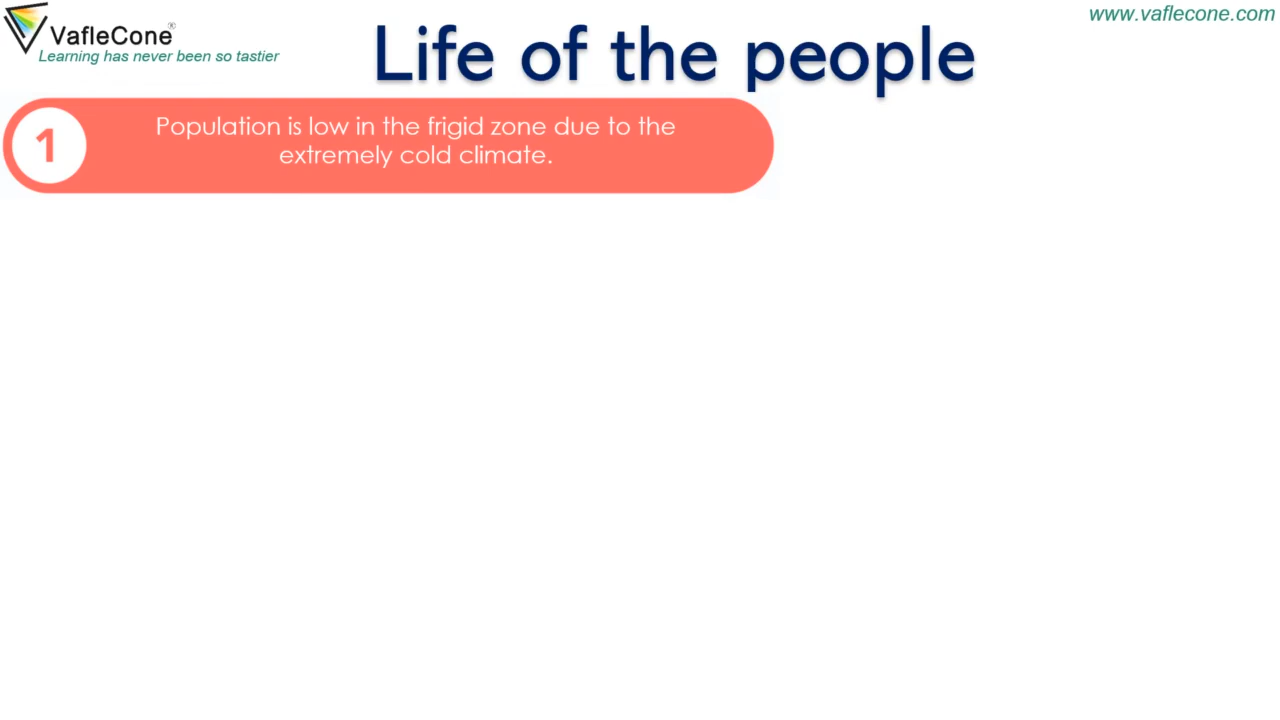 VafleCone®
Learning has never been so tastier
Life of the people
www.vaflecone.com
1
Population is low in the frigid zone due to the
extremely cold climate.